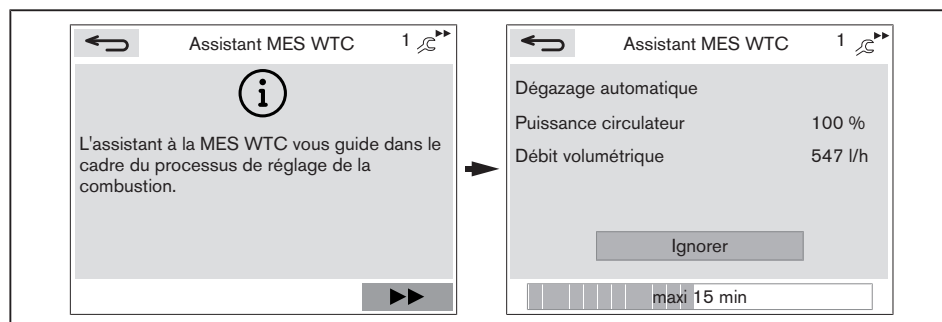 Assistant MES WTC 1
L'assistant à la MES WTC vous guide dans le
cadre du processus de réglage de la
combustion.
Assistant MES WTC 1
Dégazage automatique
Puissance circulateur 100 %
Débit volumétrique 547 l/h
Ignorer
maxi 15 min